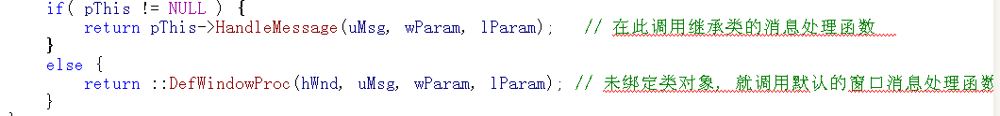 if( pThis != NULL ) {
return pThis->HandleMessage(uMsg, wParam, lParam); // 在此调用继承类的消息处理函数
}
else {
return ::DefWindowProc(hWnd, uMsg, wParam, lParam); // 未绑定类对象, 就调用默认的窗口消息处理函数
}